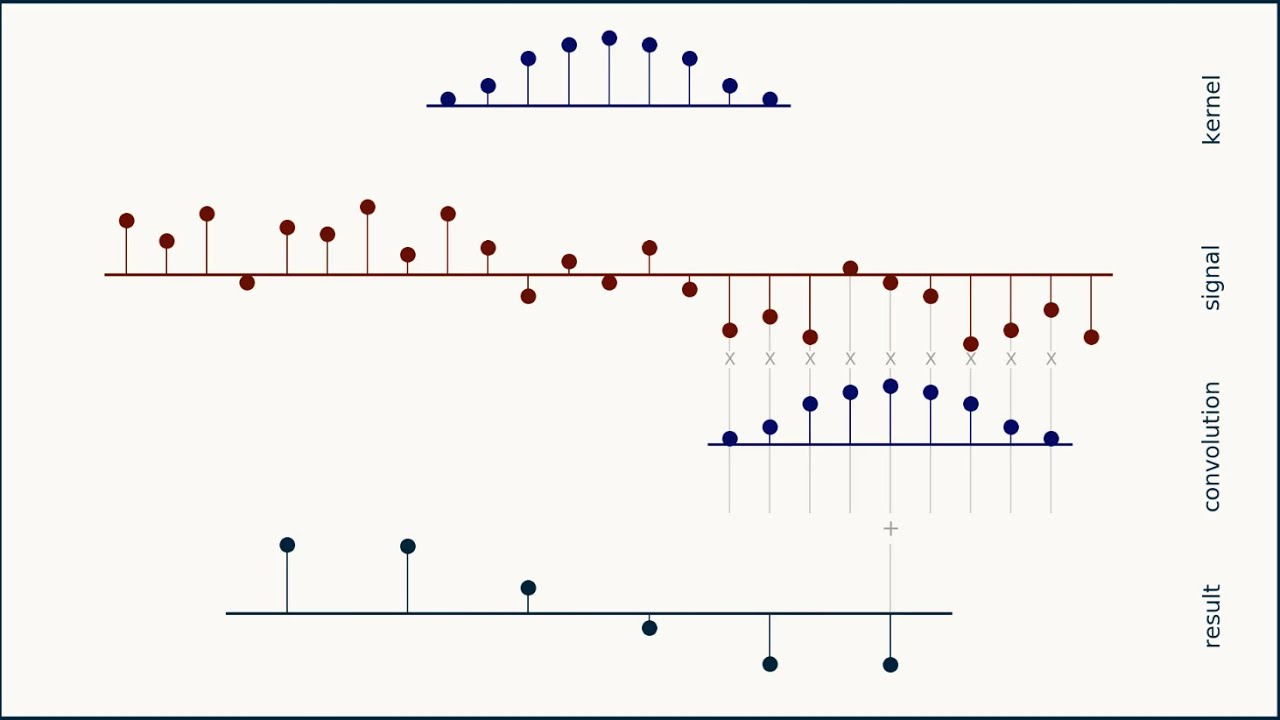 kernel
signal
x x x x x x x x x
convolution
+
result